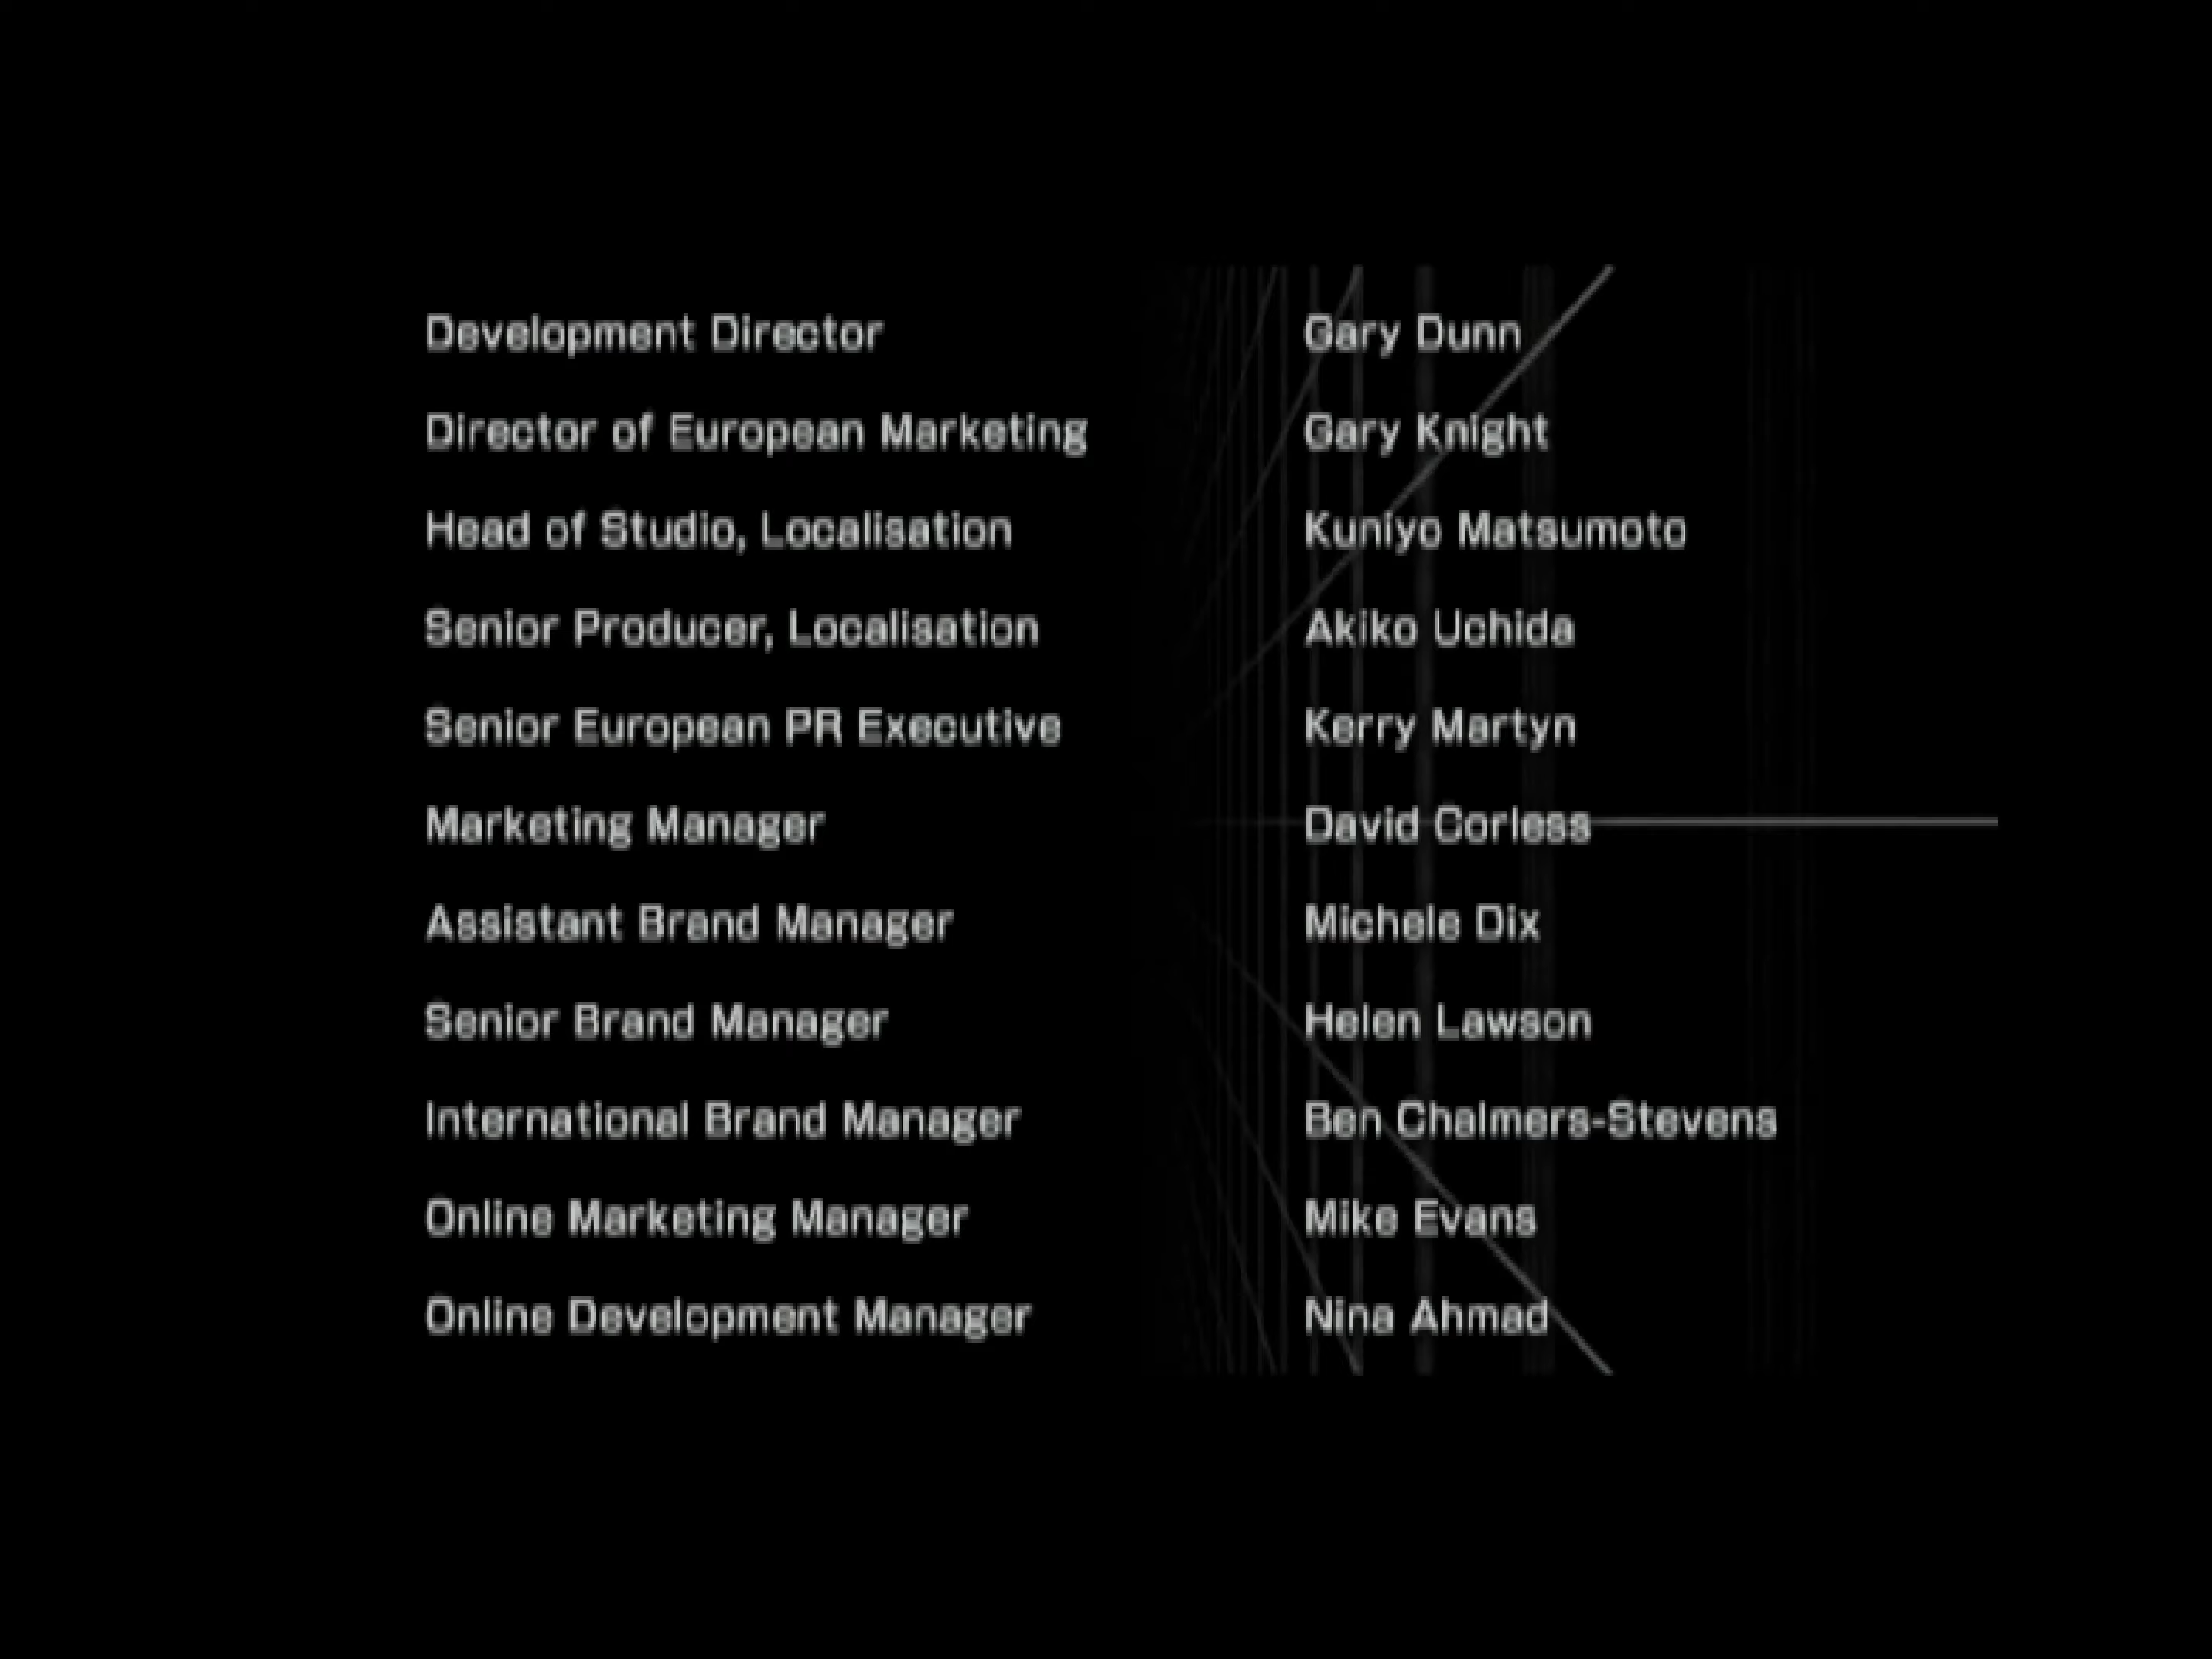 Development Director Gary Dunn
Director of European Marketing Gary Knight
Head of Studio, Localisation Kuniyo Matsumoto
Senior Producer, Localisation Akiko Uchida
Senior European PR Executive Kerry Martyn
Marketing Manager David Corless
Assistant Brand Manager Michele Dix
Senior Brand Manager Helen Lawson
International Brand Manager Ben Chalmers-Stevens
Online Marketing Manager Mike Evans
Online Development Manager Nina Ahmad